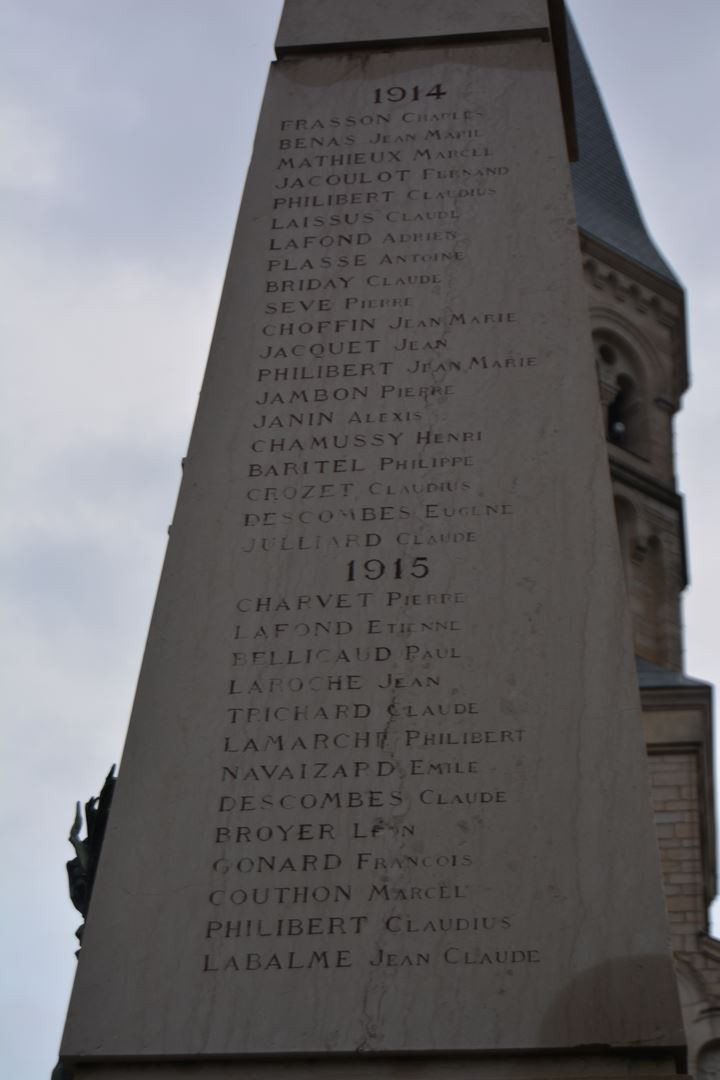 1914
FRASSON CHARLES
BENAS JEAN MARIE
MATHIEUX MARCEL
JACOULOT FERNAND
PHILIBERT CLAUDIUS
LAISSUS CLAUDE
LAFOND ADRIEN
PLASSE ANTOINE
BRIDAY CLAUDE
SEVE PIERRE
CHOFFIN JEAN MARIE
JACQUET JEAN
PHILIBERT JEAN MARIE
JAMBON PIERRE
JANIN ALEXIS
CHAMUSSY HENRI
BARITEL PHILIPPE
CROZET CLAUDIUS
DESCOMBES EUGENE
JULLIARD CLAUDE
1915
CHARVET PIERRE
LAFOND ETIENNE
BELLICAUD PAUL
LAROCHE JEAN
TRICHARD CLAUDE
LAMARCHE PHILIBERT
NAVAIZARD EMILE
DESCOMBES CLAUDE
BROYER LEON
GONARD FRANCOIS
COUTHON MARCEL
PHILIBERT CLAUDIUS
LABALME JEAN CLAUDE